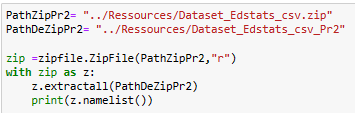 PathZipPr2= "../Ressources/Dataset_Edstats_csv.zip"
PathDeZipPr2= "../Ressources/Dataset_Edstats_csv_Pr2"
zip =zipfile.ZipFile(PathZipPr2,"r")
with zip as z:
    z.extractall(PathDeZipPr2)
    print(z.namelist())